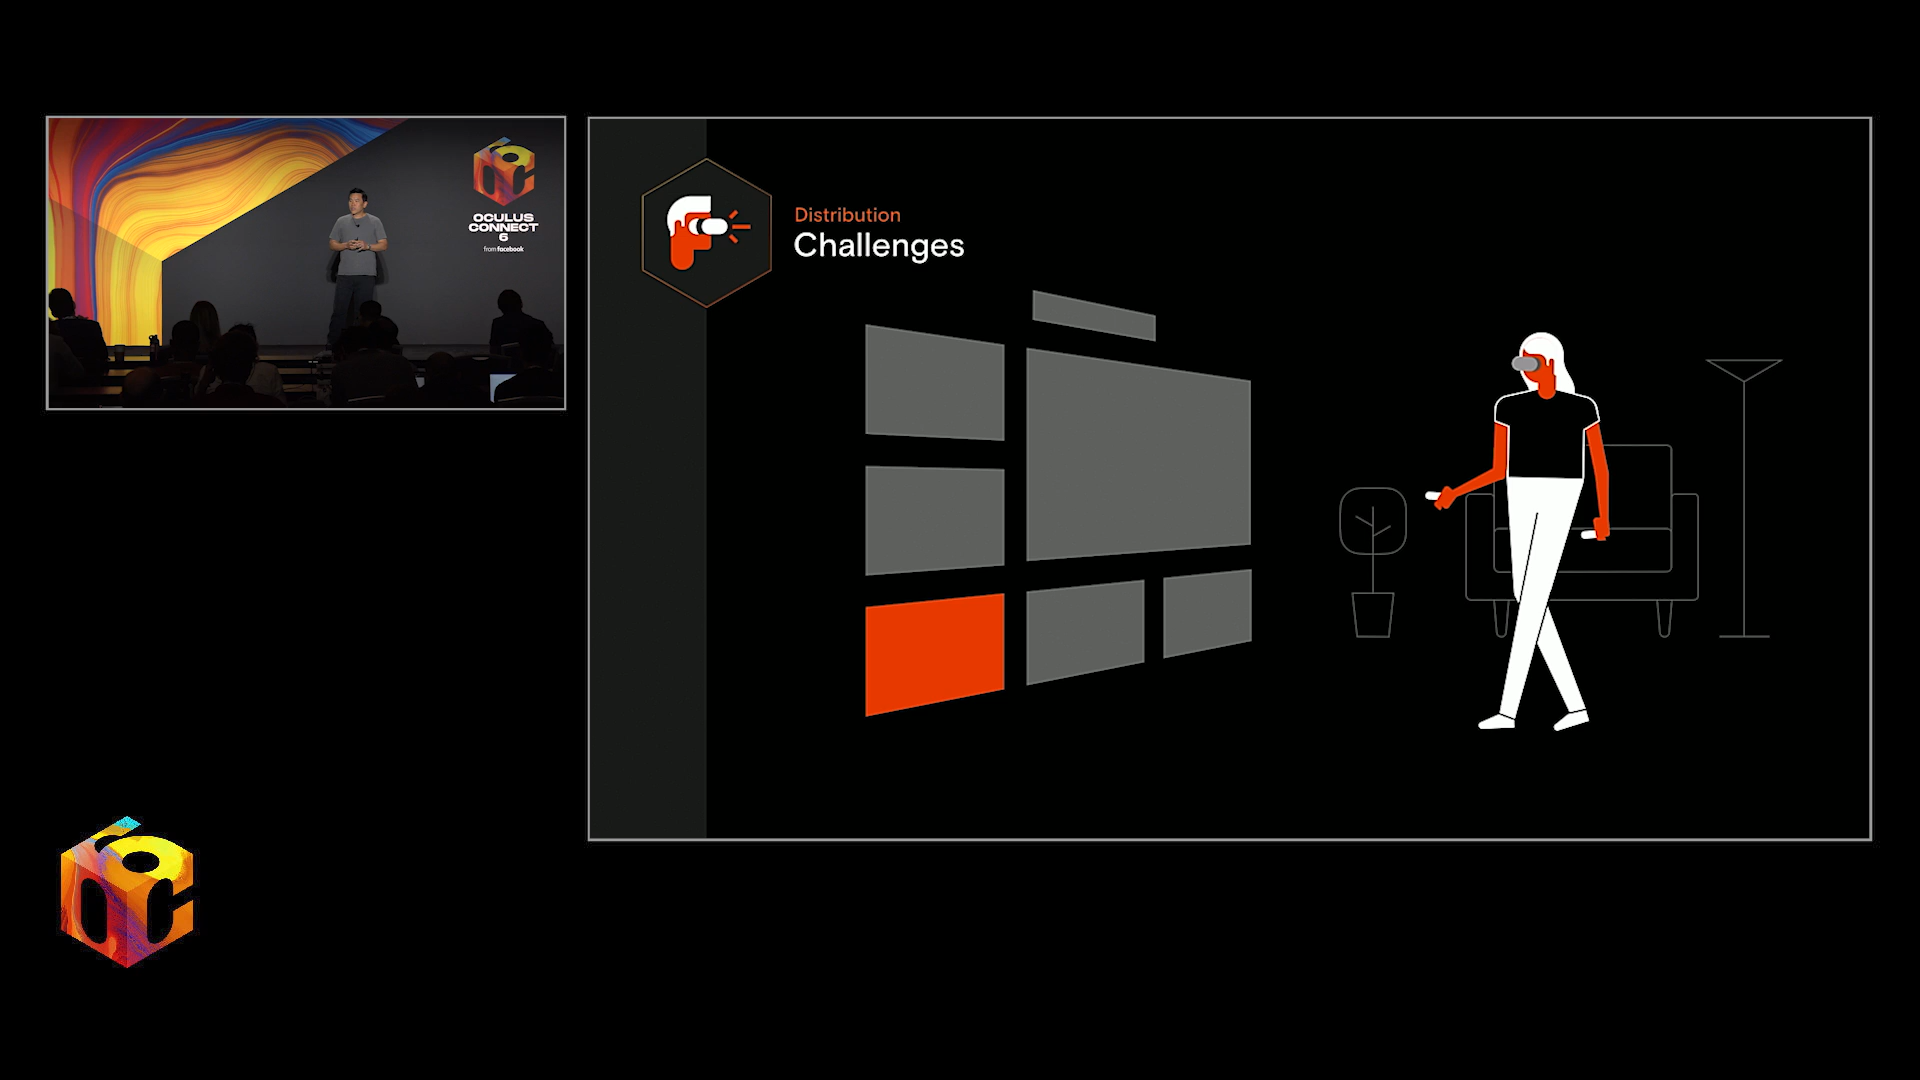 OCULUS
CONNECT
6
from facebook
Distribution
Challenges